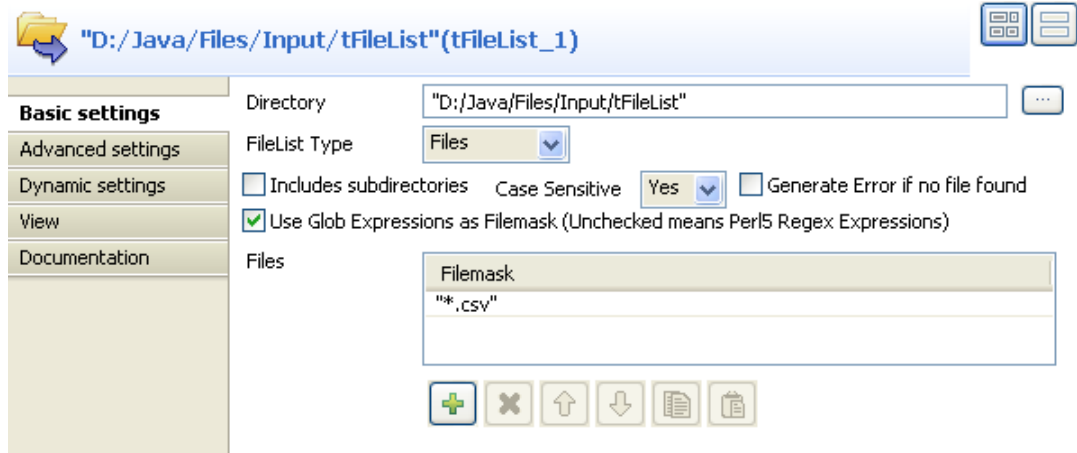 "D:/Java/Files/Input/tFileList"(tFileList_1)
Basic settings
Advanced settings
Dynamic settings
View
Documentation
Directory "D:/Java/Files/Input/tFileList" ...
FileList Type Files
Includes subdirectories Case Sensitive Yes Generate Error if no file found
Use Glob Expressions as Filemask (Unchecked means Perl5 Regex Expressions)
Files
Filemask
"*.csv"